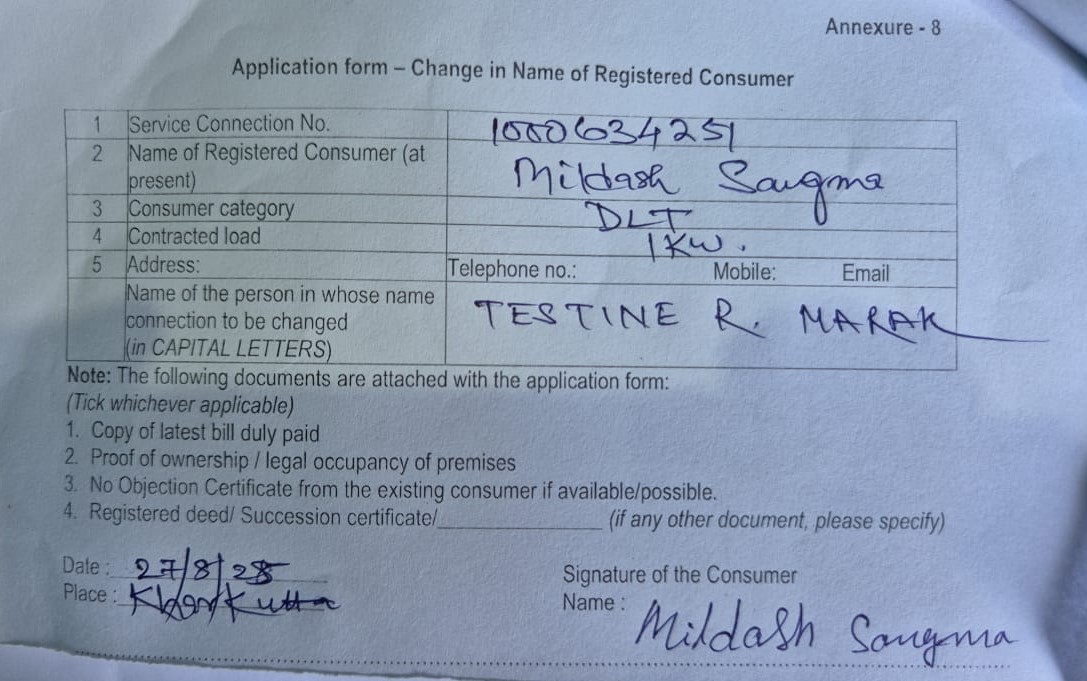 Annexure - 8
Application form – Change in Name of Registered Consumer
1 Service Connection No. 1000634251
2 Name of Registered Consumer (at present) Mildash Sangma
3 Consumer category DLT
4 Contracted load 1 KW.
5 Address: Telephone no.: Mobile: Email
Name of the person in whose name connection to be changed (in CAPITAL LETTERS) TESTINE R. MARAK
Note: The following documents are attached with the application form:
(Tick whichever applicable)
1. Copy of latest bill duly paid
2. Proof of ownership / legal occupancy of premises
3. No Objection Certificate from the existing consumer if available/possible.
4. Registered deed/ Succession certificate/____________ (if any other document, please specify)
Date : 27/8/25
Place : Kharkutta
Signature of the Consumer
Name : Mildash Sangma